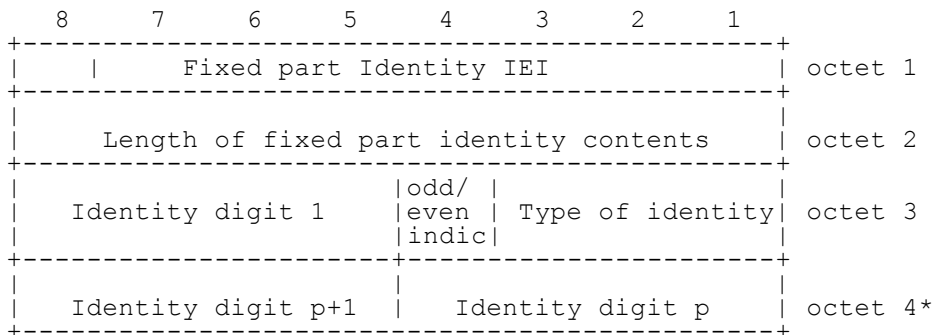 8 7 6 5 4 3 2 1
Fixed part Identity IEI octet 1
Length of fixed part identity contents octet 2
odd/
Identity digit 1 even Type of identity octet 3
indic
Identity digit p+1 Identity digit p octet 4*